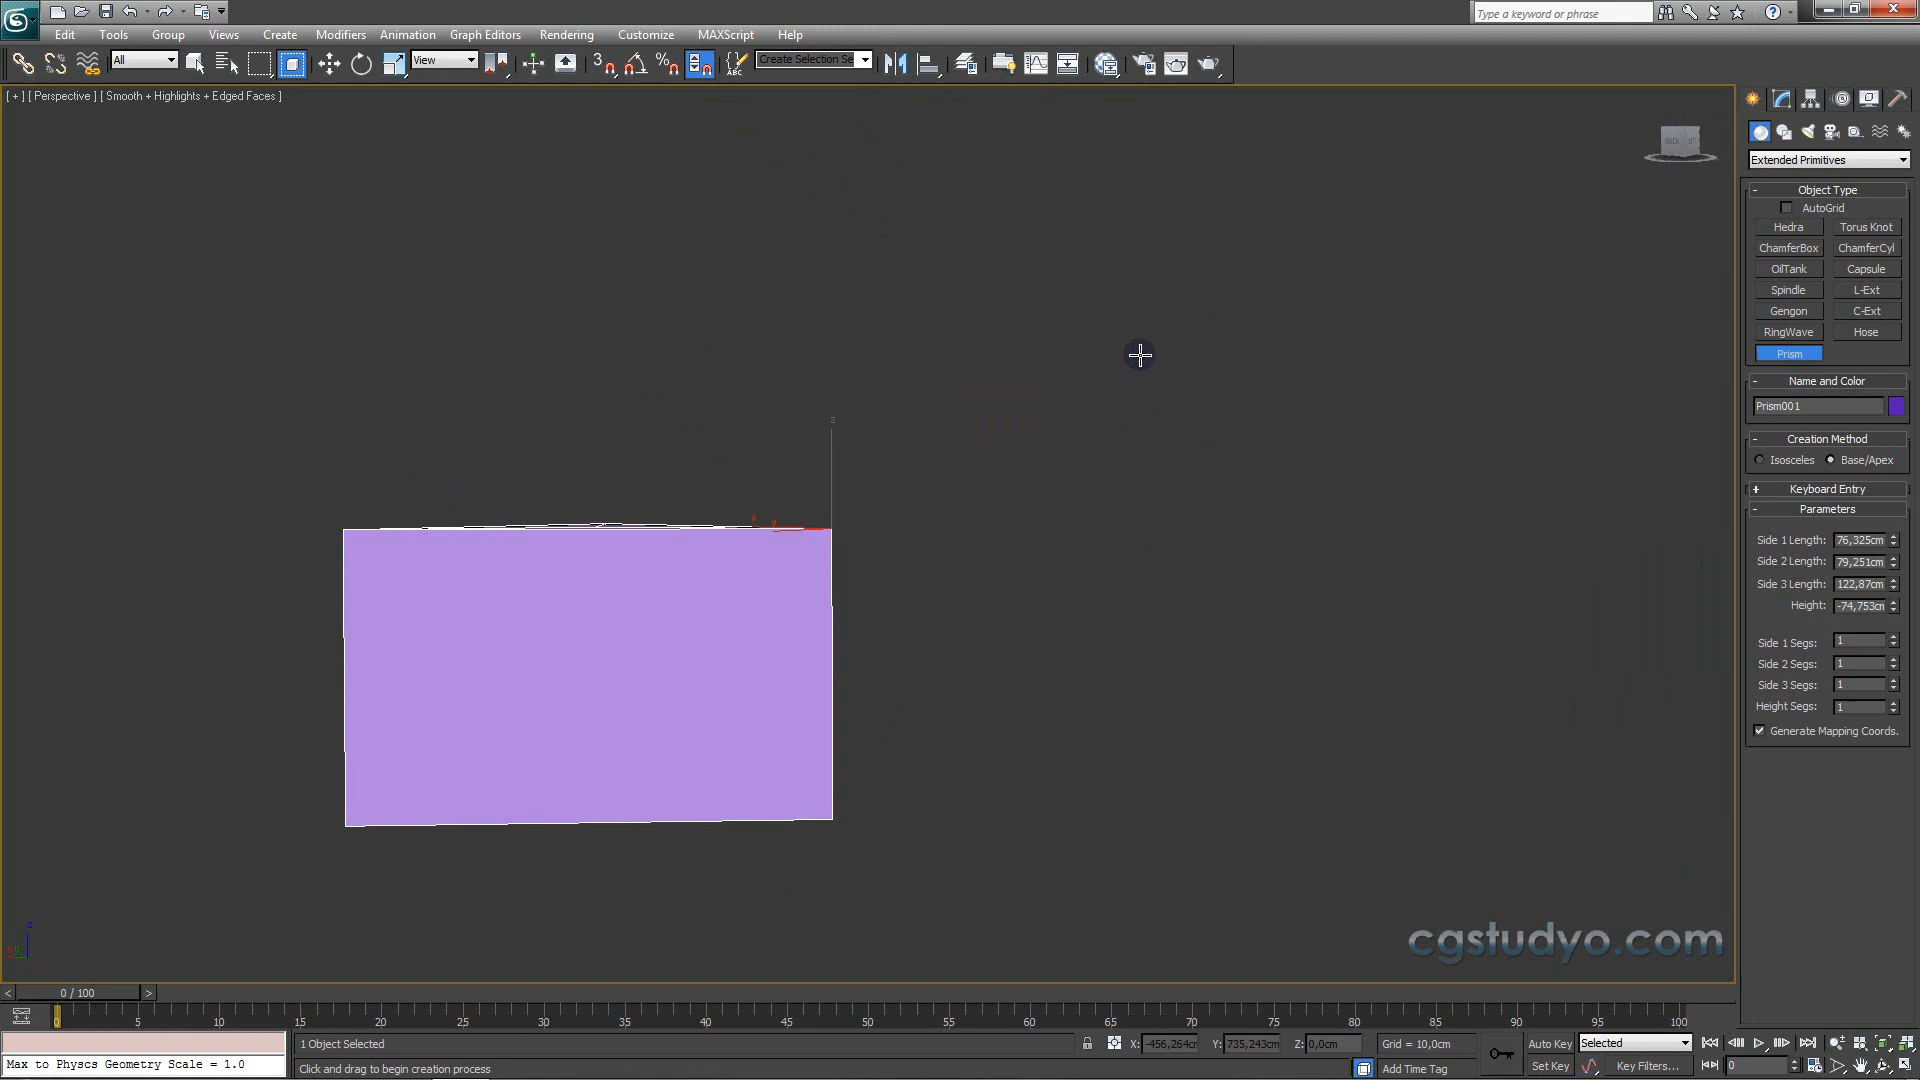 Type a keyword or phrase
Edit Tools Group Views Create Modifiers Animation Graph Editors Rendering Customize MAXScript Help
All
View
3
ABC
Create Selection Se
[ + ] [ Perspective ] [ Smooth + Highlights + Edged Faces ]
BACK
Extended Primitives
Object Type
AutoGrid
Hedra Torus Knot
ChamferBox ChamferCyl
OilTank Capsule
Spindle L-Ext
Gengon C-Ext
RingWave Hose
Prism
Name and Color
Prism001
Creation Method
Isosceles Base/Apex
Keyboard Entry
Parameters
Side 1 Length: 76,325cm
Side 2 Length: 79,251cm
Side 3 Length: 122,87cm
Height: -74,753cm
Side 1 Segs: 1
Side 2 Segs: 1
Side 3 Segs: 1
Height Segs: 1
Generate Mapping Coords.
z
x y
z
x y
cgstudyo.com
0 / 100
0 5 10 15 20 25 30 35 40 45 50 55 60 65 70 75 80 85 90 95 100
1 Object Selected
X: -456,264cm Y: 735,243cm Z: 0,0cm
Grid = 10,0cm
Auto Key
Selected
Max to Physcs Geometry Scale = 1.0
Click and drag to begin creation process
Add Time Tag
Set Key
Key Filters...
0